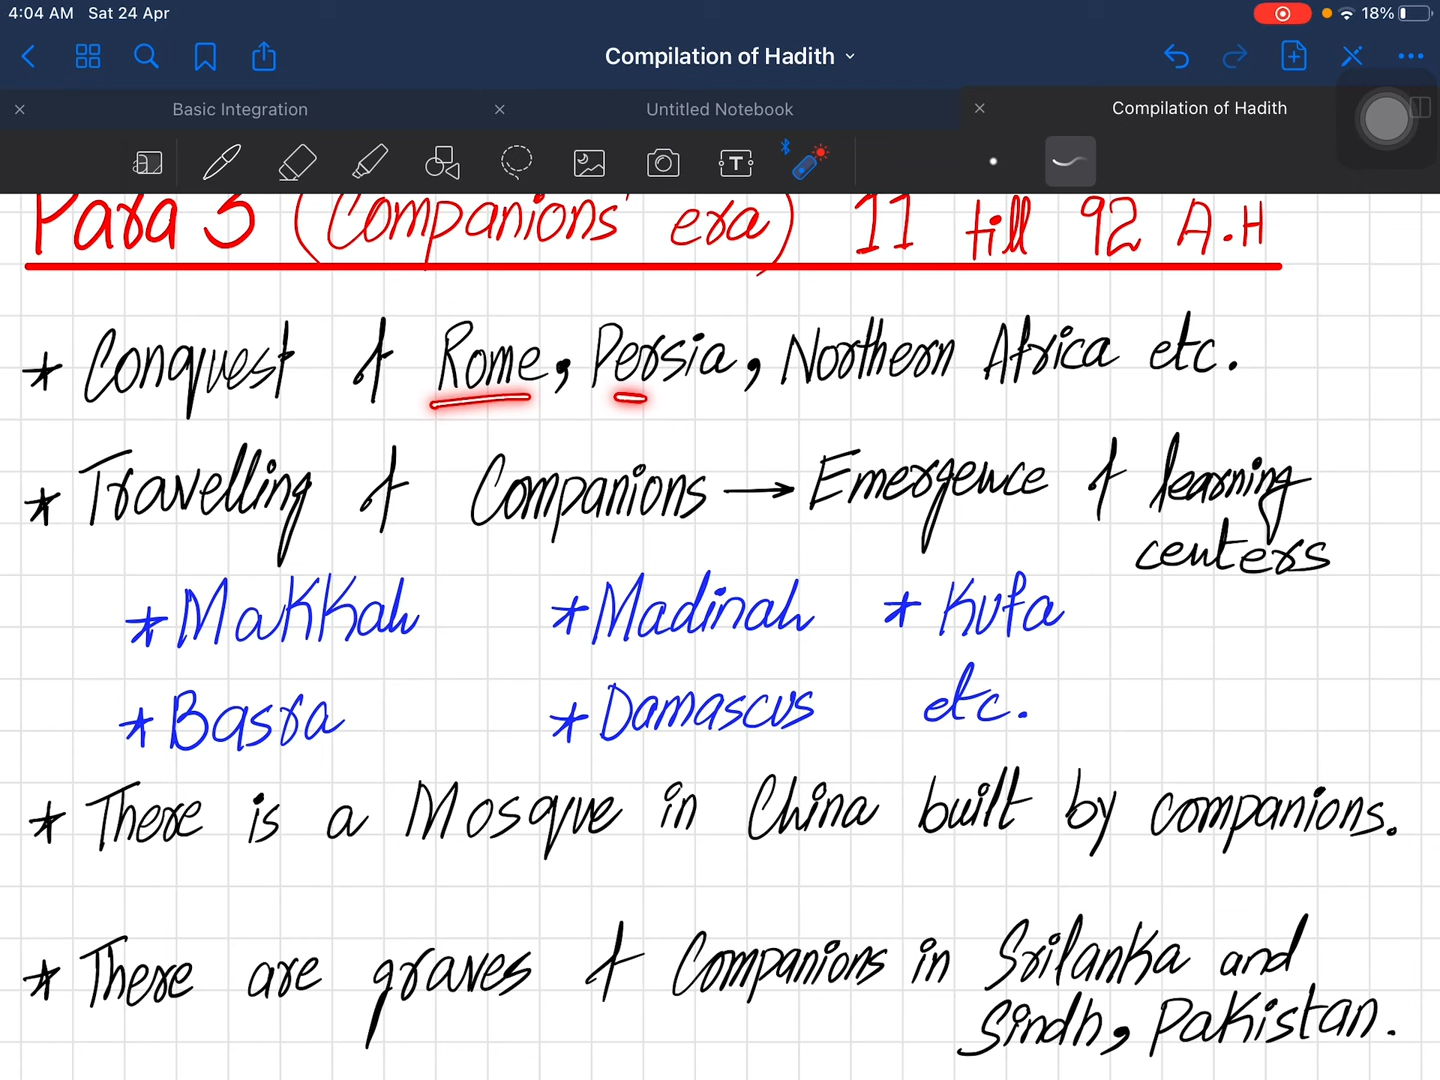 4:04 AM Sat 24 Apr 18%
Compilation of Hadith
Basic Integration Untitled Notebook Compilation of Hadith
Para 3 (Companions' era) 11 till 92 A.H
* Conquest of Rome, Persia, Northern Africa etc.
* Travelling of Companions → Emergence of learning
centers
* Makkah * Madinah * Kufa
* Basra * Damascus etc.
* There is a Mosque in China built by companions.
* There are graves of Companions in Srilanka and
Sindh, Pakistan.